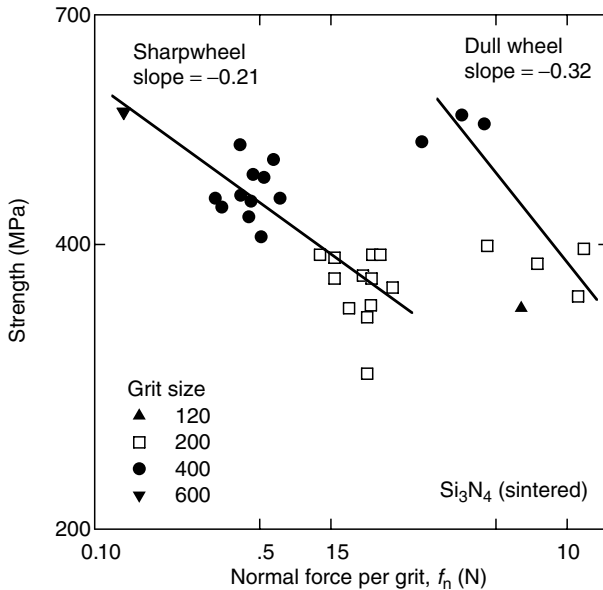 700
Sharpwheel
slope = −0.21
Dull wheel
slope = −0.32
400
Strength (MPa)
Grit size
120
200
400
600
Si₃N₄ (sintered)
200
0.10
.5
15
10
Normal force per grit, fₙ (N)